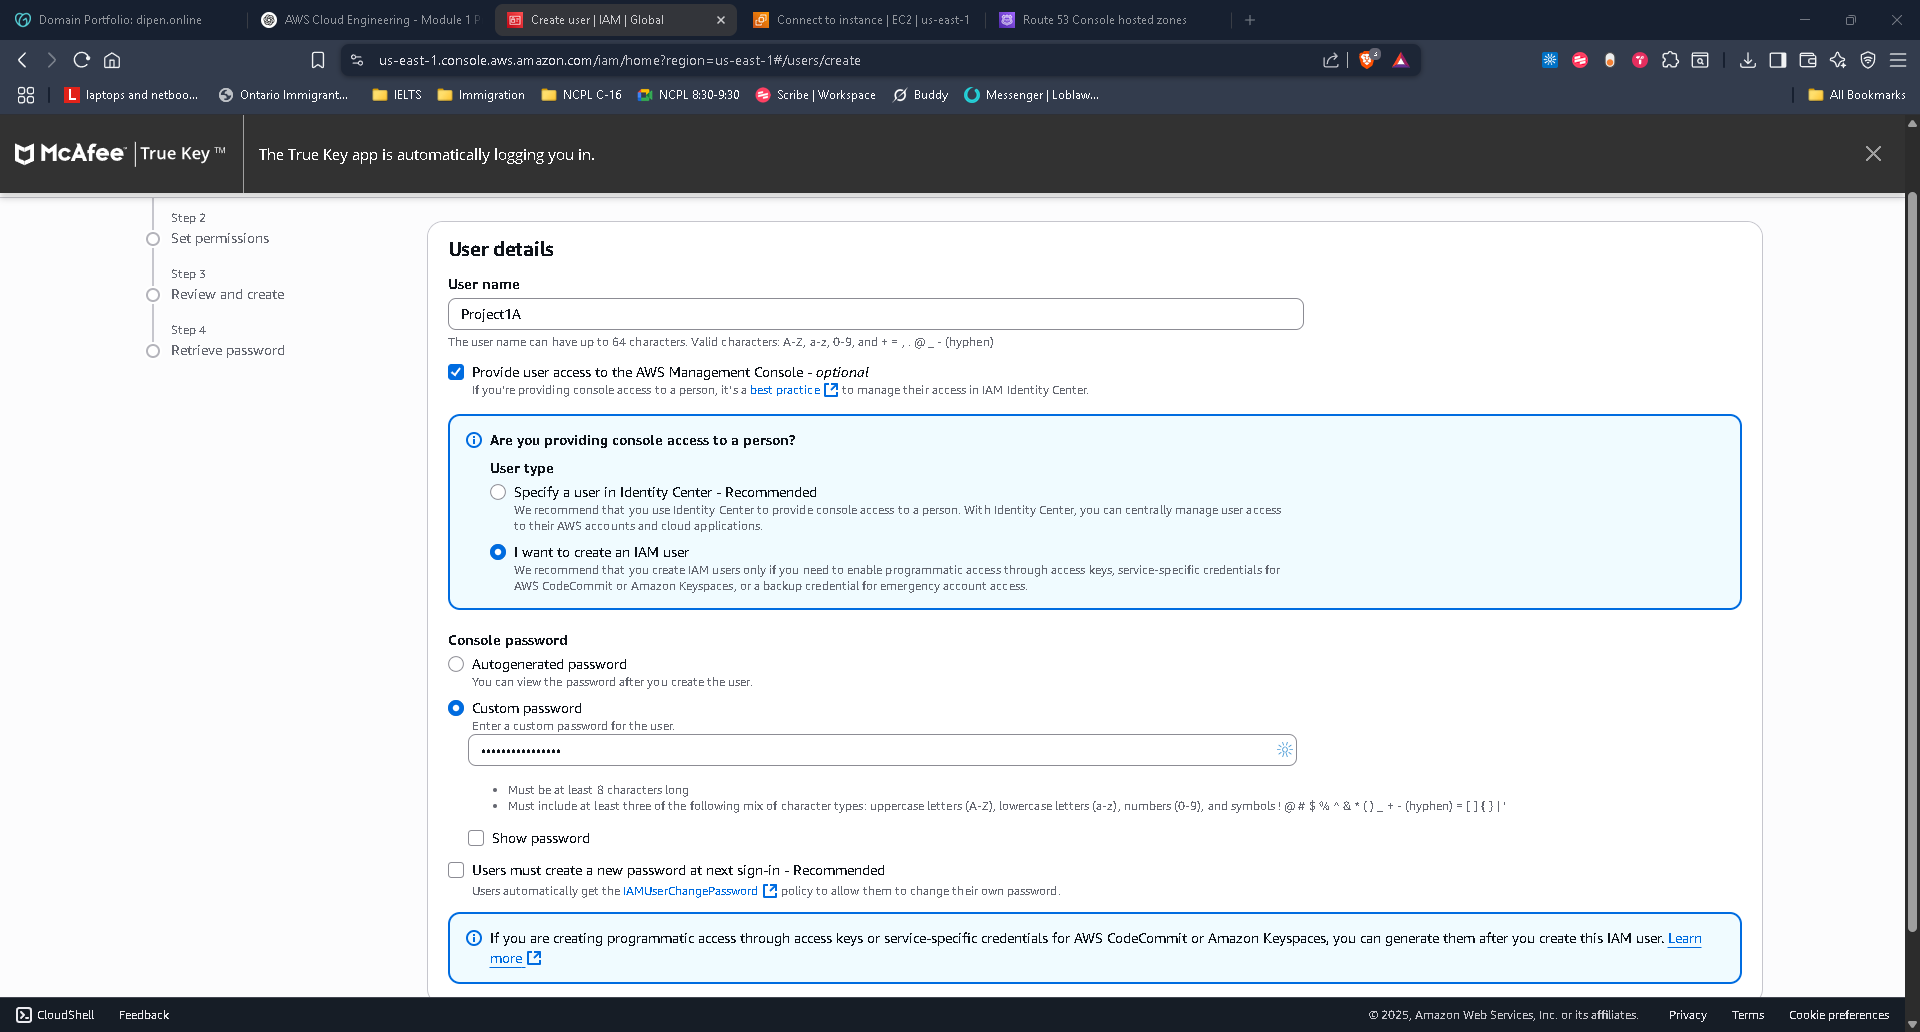 Domain Portfolio: dipen.online
AWS Cloud Engineering - Module 1 P
Create user | IAM | Global
Connect to instance | EC2 | us-east-1
Route 53 Console hosted zones
us-east-1.console.aws.amazon.com/iam/home?region=us-east-1#/users/create
3
laptops and netboo...
Ontario Immigrant...
IELTS
Immigration
NCPL C-16
NCPL 8:30-9:30
Scribe | Workspace
Buddy
Messenger | Loblaw...
All Bookmarks
McAfee™ | True Key™
The True Key app is automatically logging you in.
Step 2
Set permissions
Step 3
Review and create
Step 4
Retrieve password
User details
User name
Project1A
The user name can have up to 64 characters. Valid characters: A-Z, a-z, 0-9, and + = , . @ _ - (hyphen)
Provide user access to the AWS Management Console - optional
If you're providing console access to a person, it's a best practice to manage their access in IAM Identity Center.
Are you providing console access to a person?
User type
Specify a user in Identity Center - Recommended
We recommend that you use Identity Center to provide console access to a person. With Identity Center, you can centrally manage user access
to their AWS accounts and cloud applications.
I want to create an IAM user
We recommend that you create IAM users only if you need to enable programmatic access through access keys, service-specific credentials for
AWS CodeCommit or Amazon Keyspaces, or a backup credential for emergency account access.
Console password
Autogenerated password
You can view the password after you create the user.
Custom password
Enter a custom password for the user.
••••••••••••••••
• Must be at least 8 characters long
• Must include at least three of the following mix of character types: uppercase letters (A-Z), lowercase letters (a-z), numbers (0-9), and symbols ! @ # $ % ^ & * ( ) _ + - (hyphen) = [ ] { } | '
Show password
Users must create a new password at next sign-in - Recommended
Users automatically get the IAMUserChangePassword policy to allow them to change their own password.
If you are creating programmatic access through access keys or service-specific credentials for AWS CodeCommit or Amazon Keyspaces, you can generate them after you create this IAM user. Learn
more
CloudShell
Feedback
© 2025, Amazon Web Services, Inc. or its affiliates.
Privacy
Terms
Cookie preferences